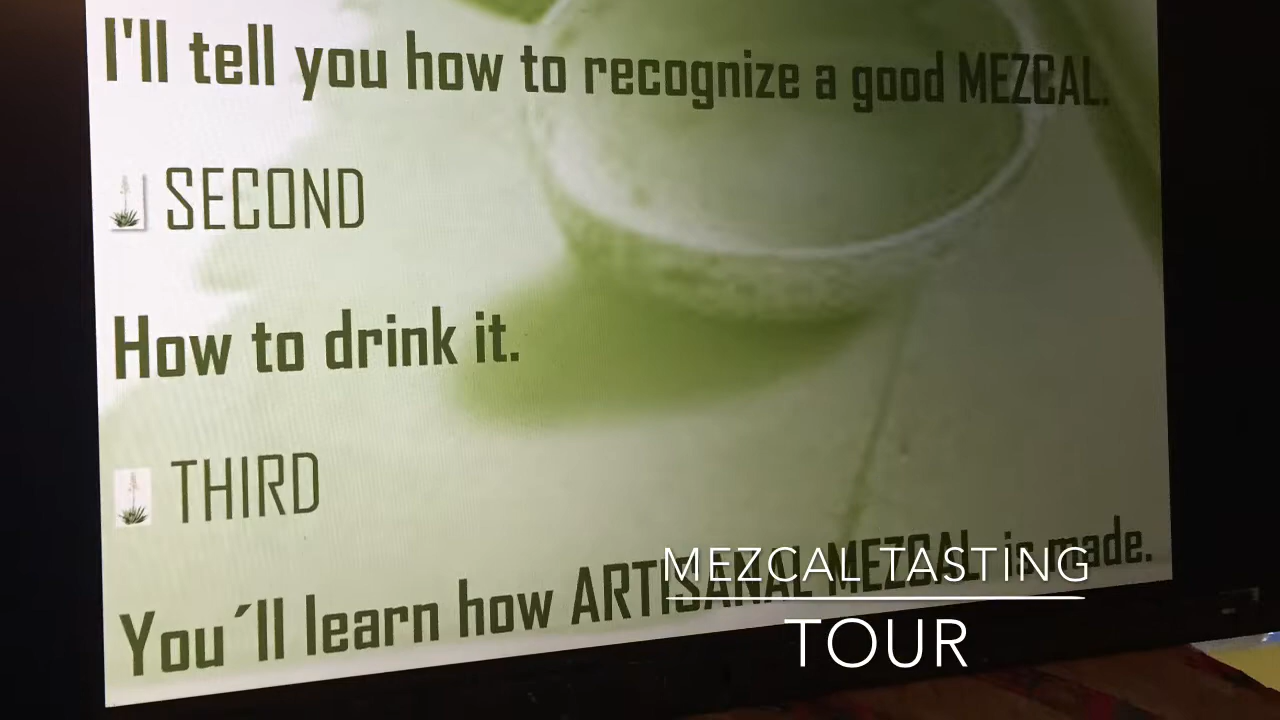 I'll tell you how to recognize a good MEZCAL.
SECOND
How to drink it.
THIRD
You´ll learn how ARTISANAL MEZCAL is made.
MEZCAL TASTING
TOUR